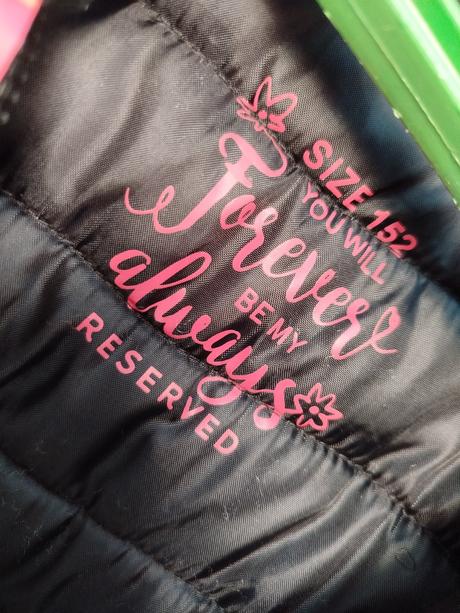 SIZE 152
YOU WILL
Forever
BE MY
always
RESERVED